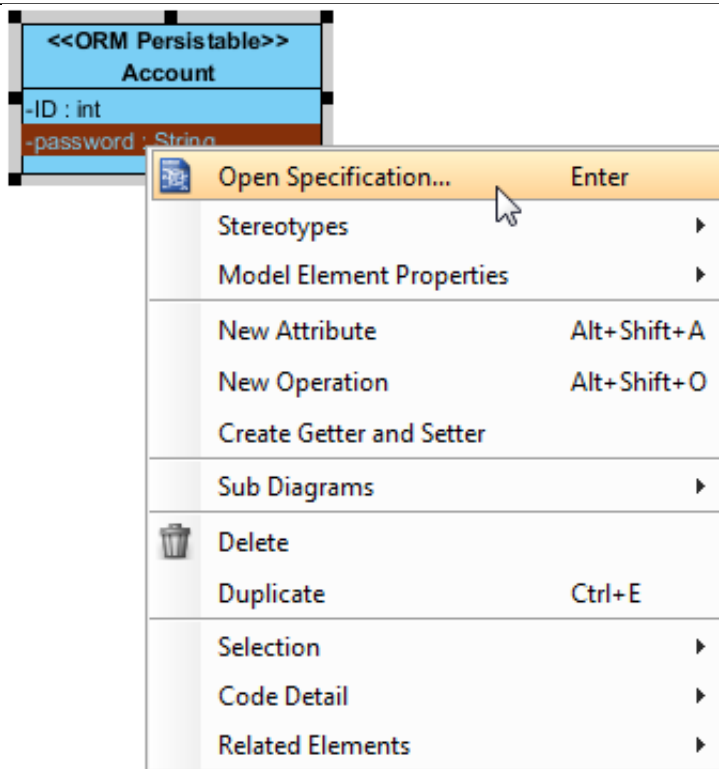 <<ORM Persistable>>
Account
-ID : int
-password : String
Open Specification... Enter
Stereotypes
Model Element Properties
New Attribute Alt+Shift+A
New Operation Alt+Shift+O
Create Getter and Setter
Sub Diagrams
Delete
Duplicate Ctrl+E
Selection
Code Detail
Related Elements